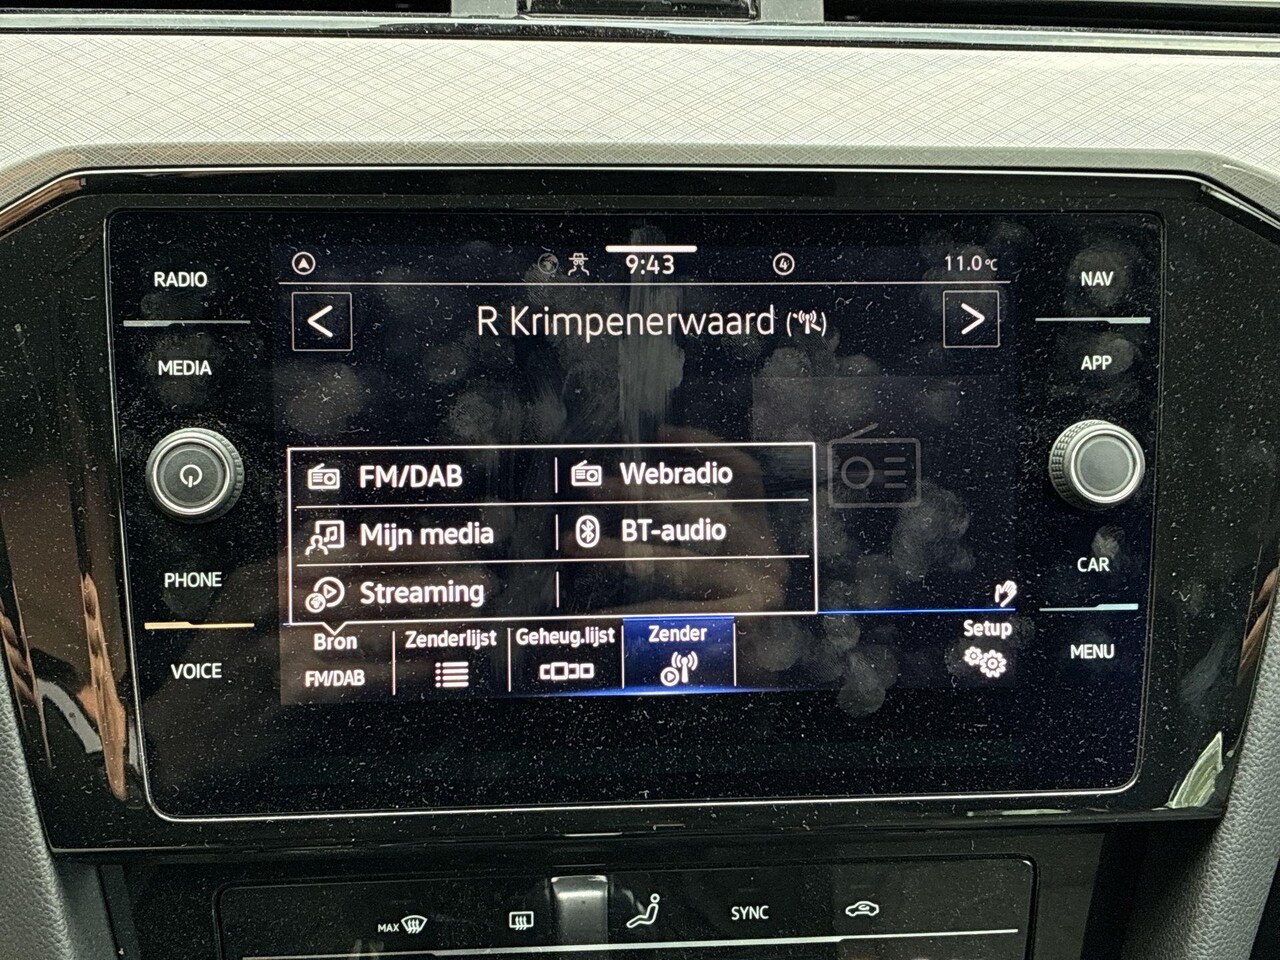 RADIO
MEDIA
PHONE
VOICE
9:43
4
11.0°C
R Krimpenerwaard
FM/DAB
Webradio
Mijn media
BT-audio
Streaming
Bron
FM/DAB
Zenderlijst
Geheug.lijst
Zender
Setup
NAV
APP
CAR
MENU
MAX
SYNC